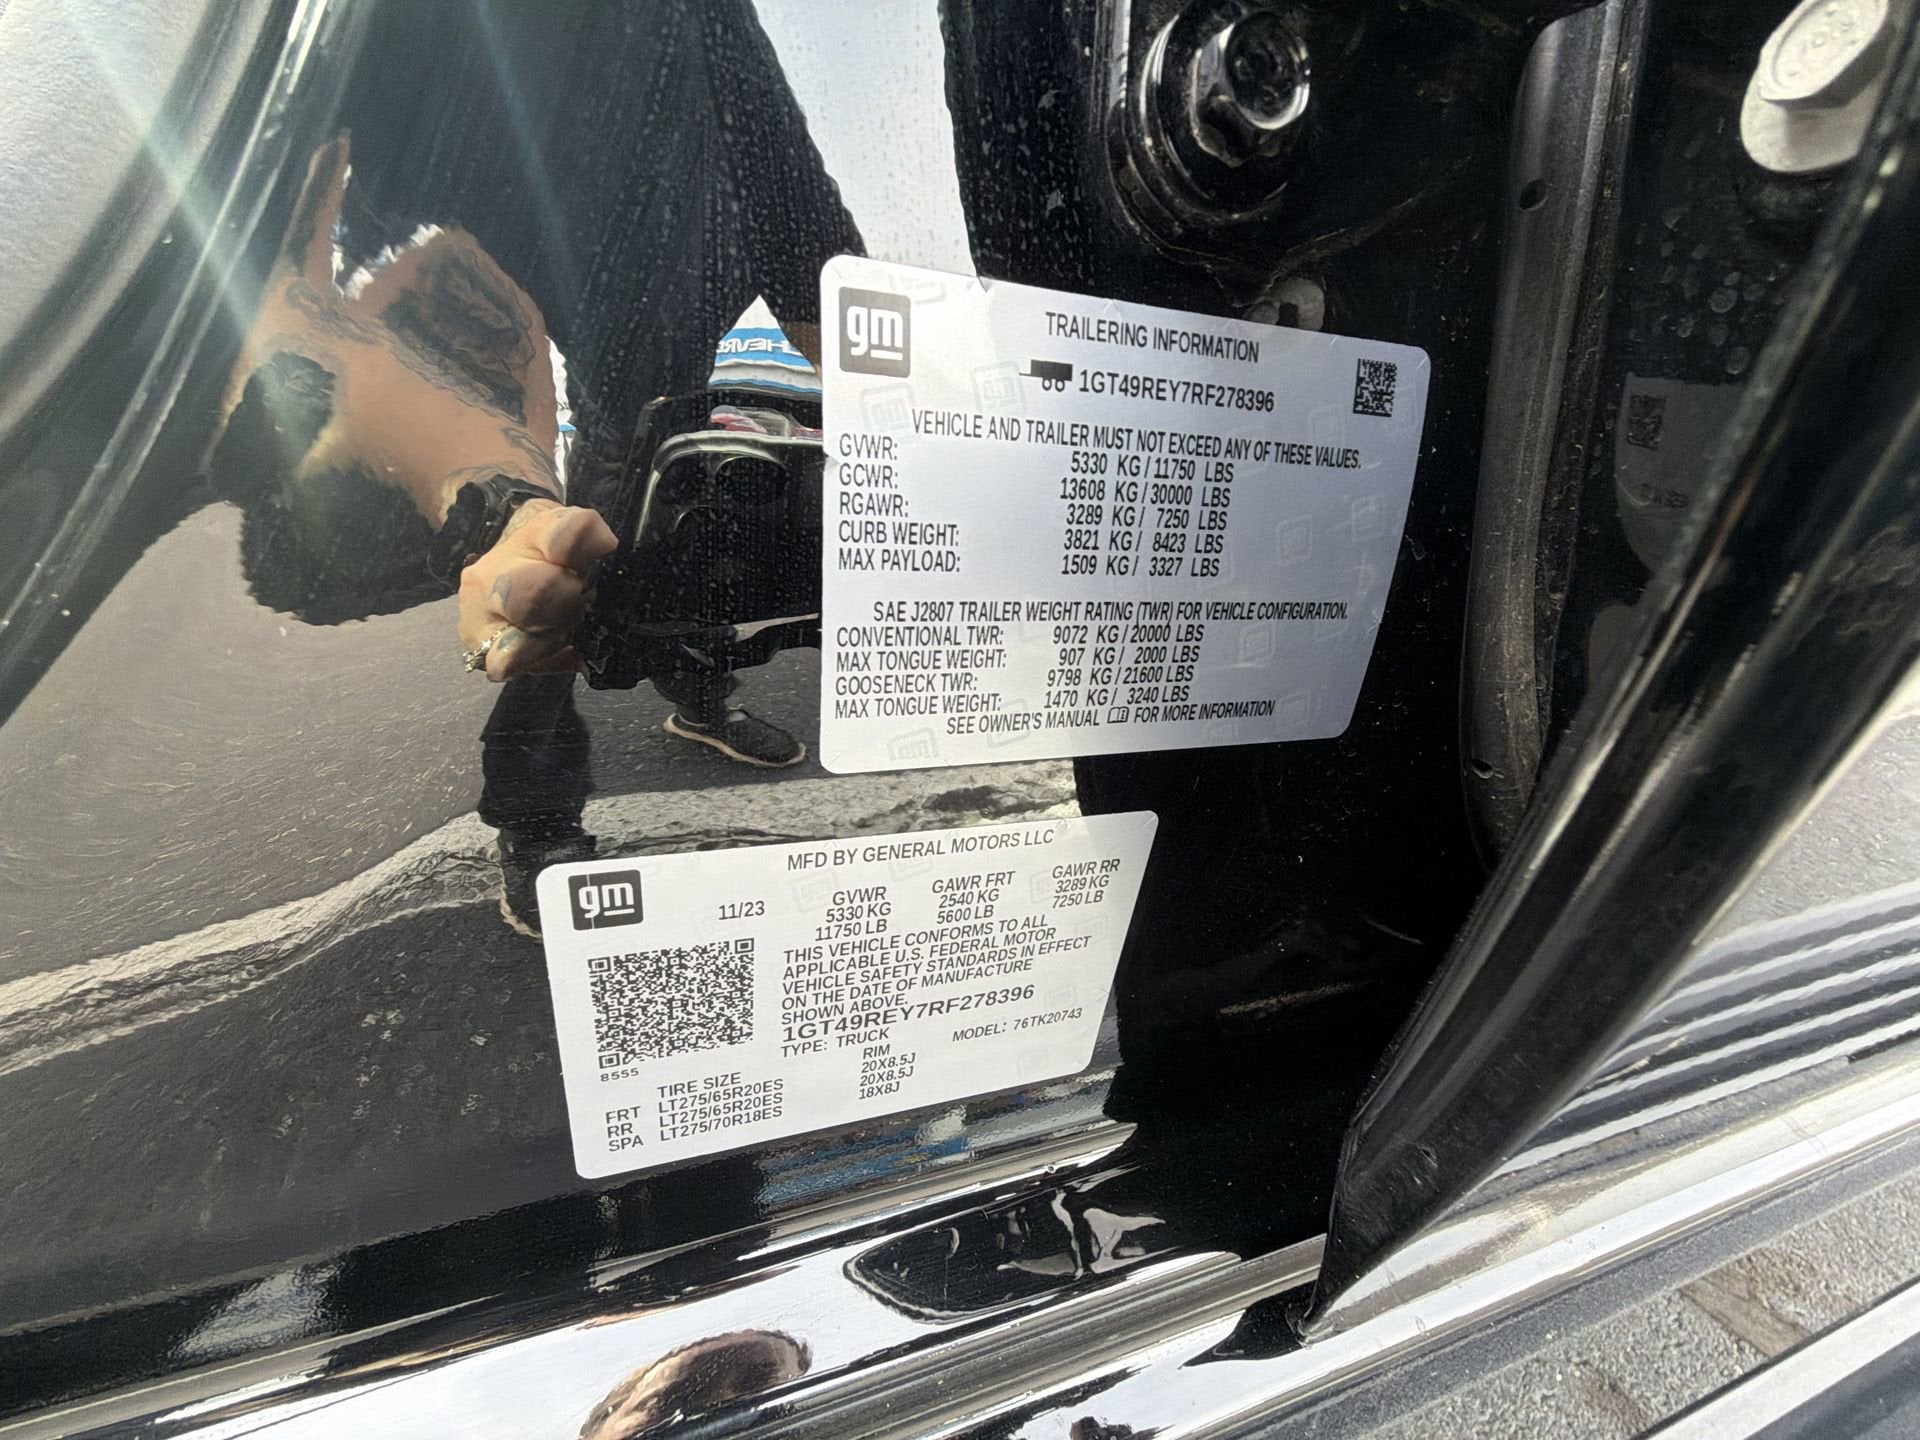 gm
TRAILERING INFORMATION
1GT49REY7RF278396
VEHICLE AND TRAILER MUST NOT EXCEED ANY OF THESE VALUES.
GVWR: 5330 KG / 11750 LBS
GCWR: 13608 KG / 30000 LBS
RGAWR: 3289 KG / 7250 LBS
CURB WEIGHT: 3821 KG / 8423 LBS
MAX PAYLOAD: 1509 KG / 3327 LBS
SAE J2807 TRAILER WEIGHT RATING (TWR) FOR VEHICLE CONFIGURATION.
CONVENTIONAL TWR: 9072 KG / 20000 LBS
MAX TONGUE WEIGHT: 907 KG / 2000 LBS
GOOSENECK TWR: 9798 KG / 21600 LBS
MAX TONGUE WEIGHT: 1470 KG / 3240 LBS
SEE OWNER'S MANUAL FOR MORE INFORMATION
gm
MFD BY GENERAL MOTORS LLC
11/23 GVWR GAWR FRT GAWR RR
5330 KG 2540 KG 3289 KG
11750 LB 5600 LB 7250 LB
THIS VEHICLE CONFORMS TO ALL
APPLICABLE U.S. FEDERAL MOTOR
VEHICLE SAFETY STANDARDS IN EFFECT
ON THE DATE OF MANUFACTURE
SHOWN ABOVE.
1GT49REY7RF278396
TYPE: TRUCK MODEL: 76TK20743
8555
TIRE SIZE RIM
FRT LT275/65R20ES 20X8.5J
RR LT275/65R20ES 20X8.5J
SPA LT275/70R18ES 18X8J